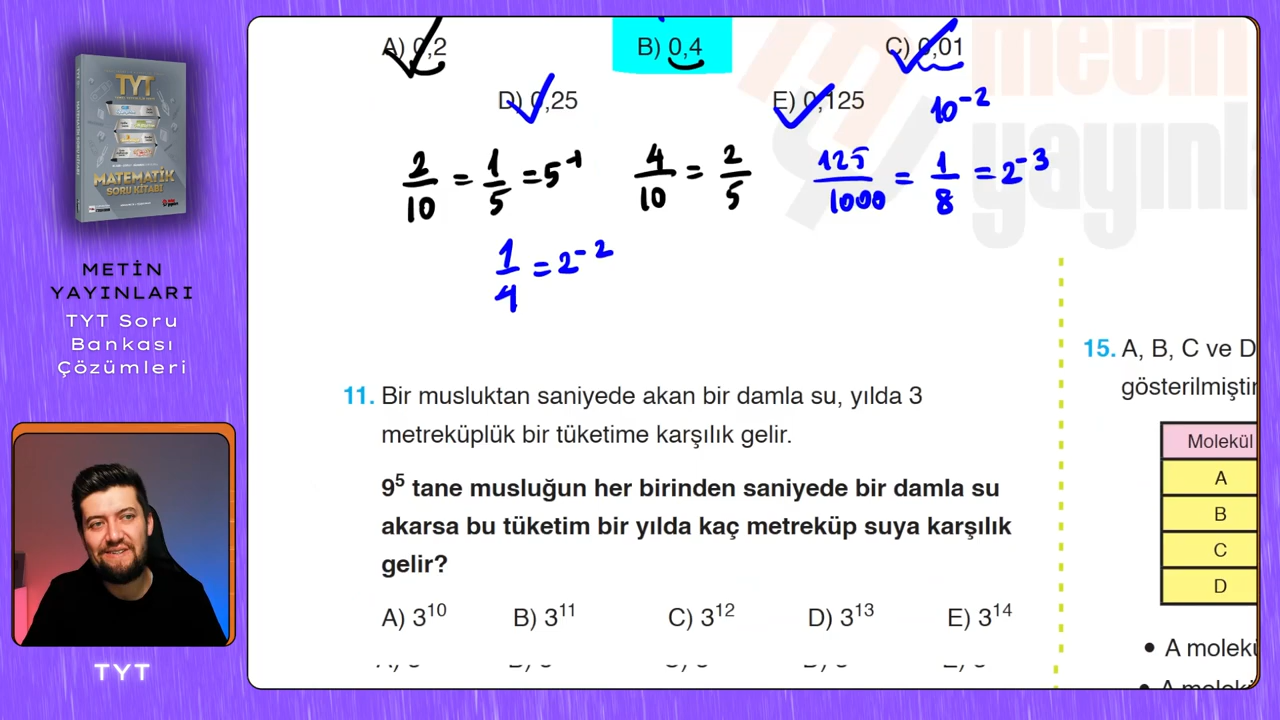 TYT
MATEMATİK
SORU KİTABI
METİN
YAYINLARI
TYT Soru
Bankası
Çözümleri
TYT
metin
yayınl
A) 0,2
B) 0,4
C) 0,01
D) 0,25
E) 0,125
10⁻²
2/10 = 1/5 = 5⁻¹
4/10 = 2/5
125/1000 = 1/8 = 2⁻³
1/4 = 2⁻²
11. Bir musluktan saniyede akan bir damla su, yılda 3
metreküplük bir tüketime karşılık gelir.
9⁵ tane musluğun her birinden saniyede bir damla su
akarsa bu tüketim bir yılda kaç metreküp suya karşılık
gelir?
A) 3¹⁰ B) 3¹¹ C) 3¹² D) 3¹³ E) 3¹⁴
15. A, B, C ve D
gösterilmiştir
Molekül
A
B
C
D
• A molekü